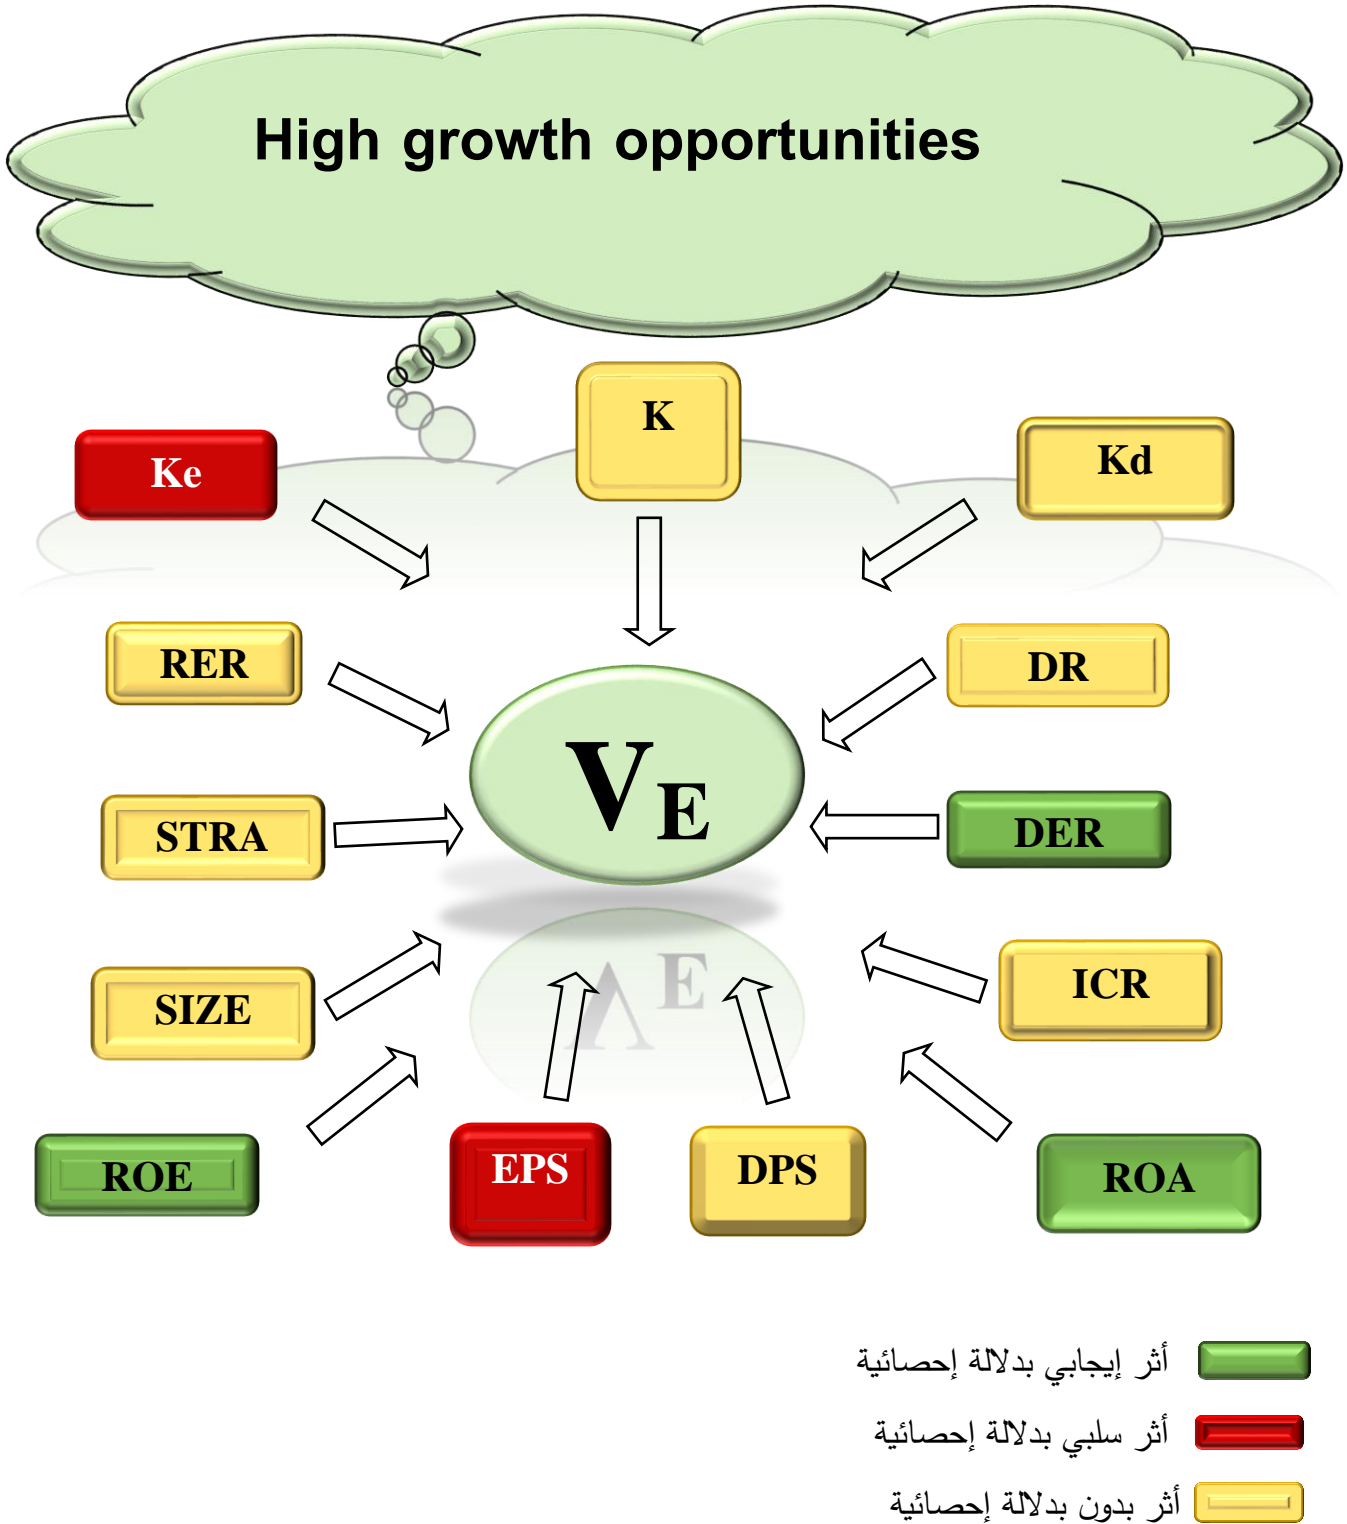 High growth opportunities
K
Ke
Kd
RER
DR
VE
STRA
DER
SIZE
ICR
ROE
EPS
DPS
ROA
أثر إيجابي بدلالة إحصائية
أثر سلبي بدلالة إحصائية
أثر بدون بدلالة إحصائية